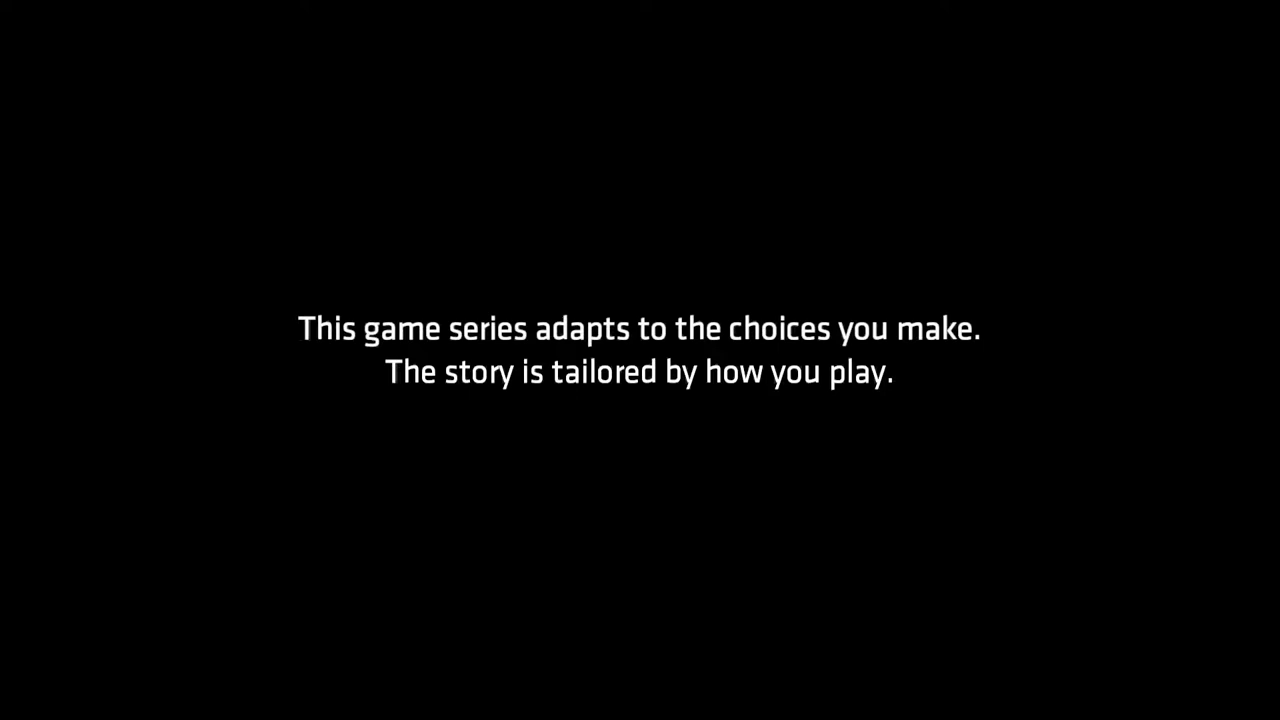 This game series adapts to the choices you make.
The story is tailored by how you play.